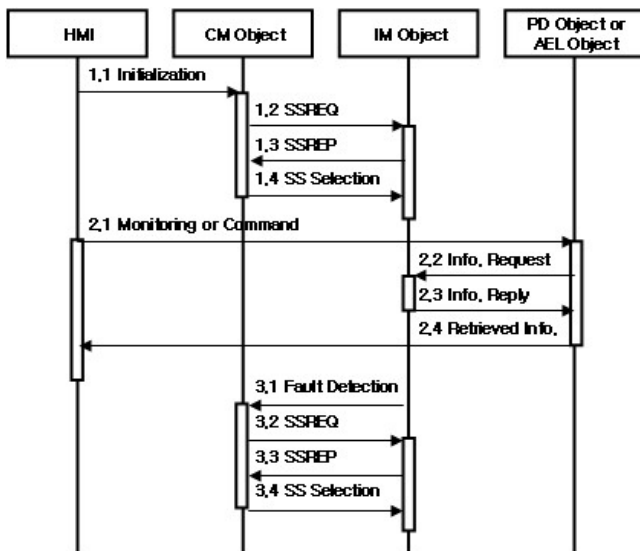 HMI
CM Object
IM Object
PD Object or
AEL Object
1.1 Initialization
1.2 SSREQ
1.3 SSREP
1.4 SS Selection
2.1 Monitoring or Command
2.2 Info. Request
2.3 Info. Reply
2.4 Retrieved Info.
3.1 Fault Detection
3.2 SSREQ
3.3 SSREP
3.4 SS Selection